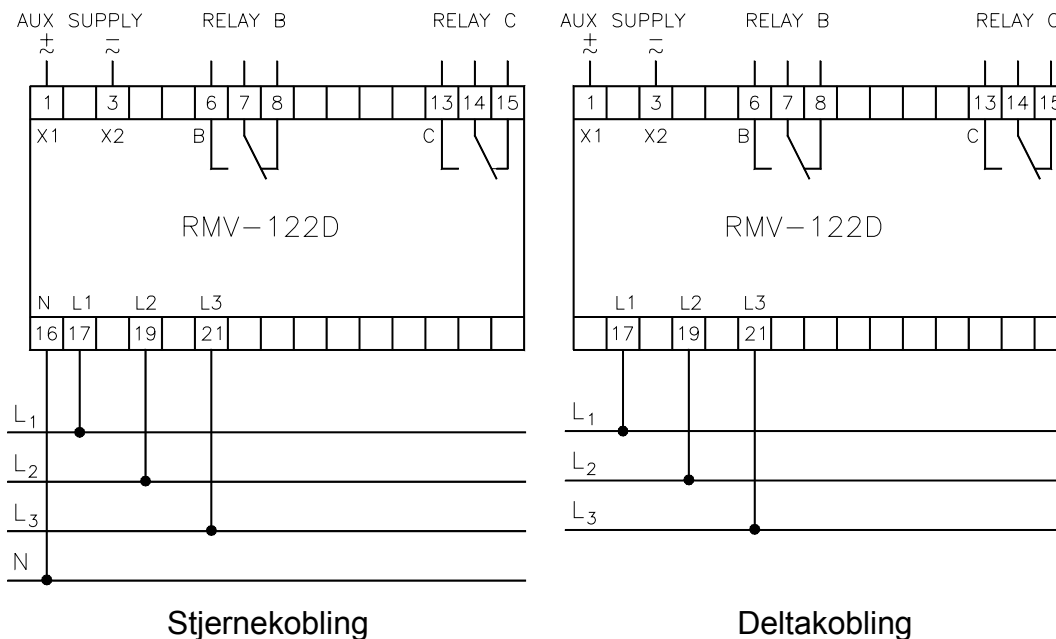 AUX SUPPLY RELAY B RELAY C
+ −
~ ~
1 3 6 7 8 13 14 15
X1 X2 B C
RMV-122D
N L1 L2 L3
16 17 19 21
L1
L2
L3
N
Stjernekobling
AUX SUPPLY RELAY B RELAY C
+ −
~ ~
1 3 6 7 8 13 14 15
X1 X2 B C
RMV-122D
L1 L2 L3
17 19 21
L1
L2
L3
Deltakobling